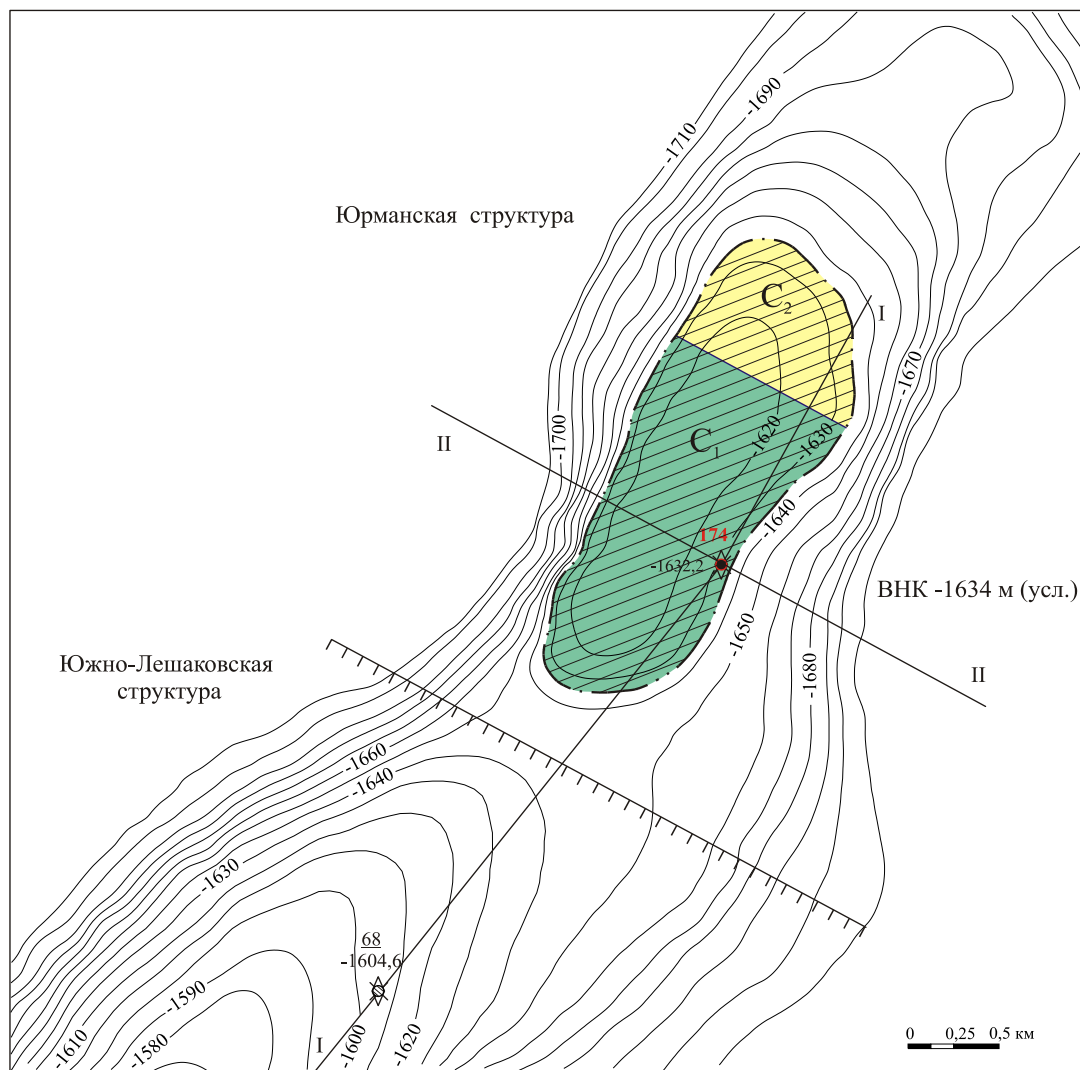 -1690
-1710
Юрманская структура
C₂
I
-1670
-1620
-1630
C₁
-1700
II
-1640
174
-1632,2
ВНК -1634 м (усл.)
-1650
Южно-Лешаковская
структура
-1680
II
-1660
-1640
-1630
68
-1604,6
-1590
0 0,25 0,5 км
-1610
-1580
I
-1600
-1620